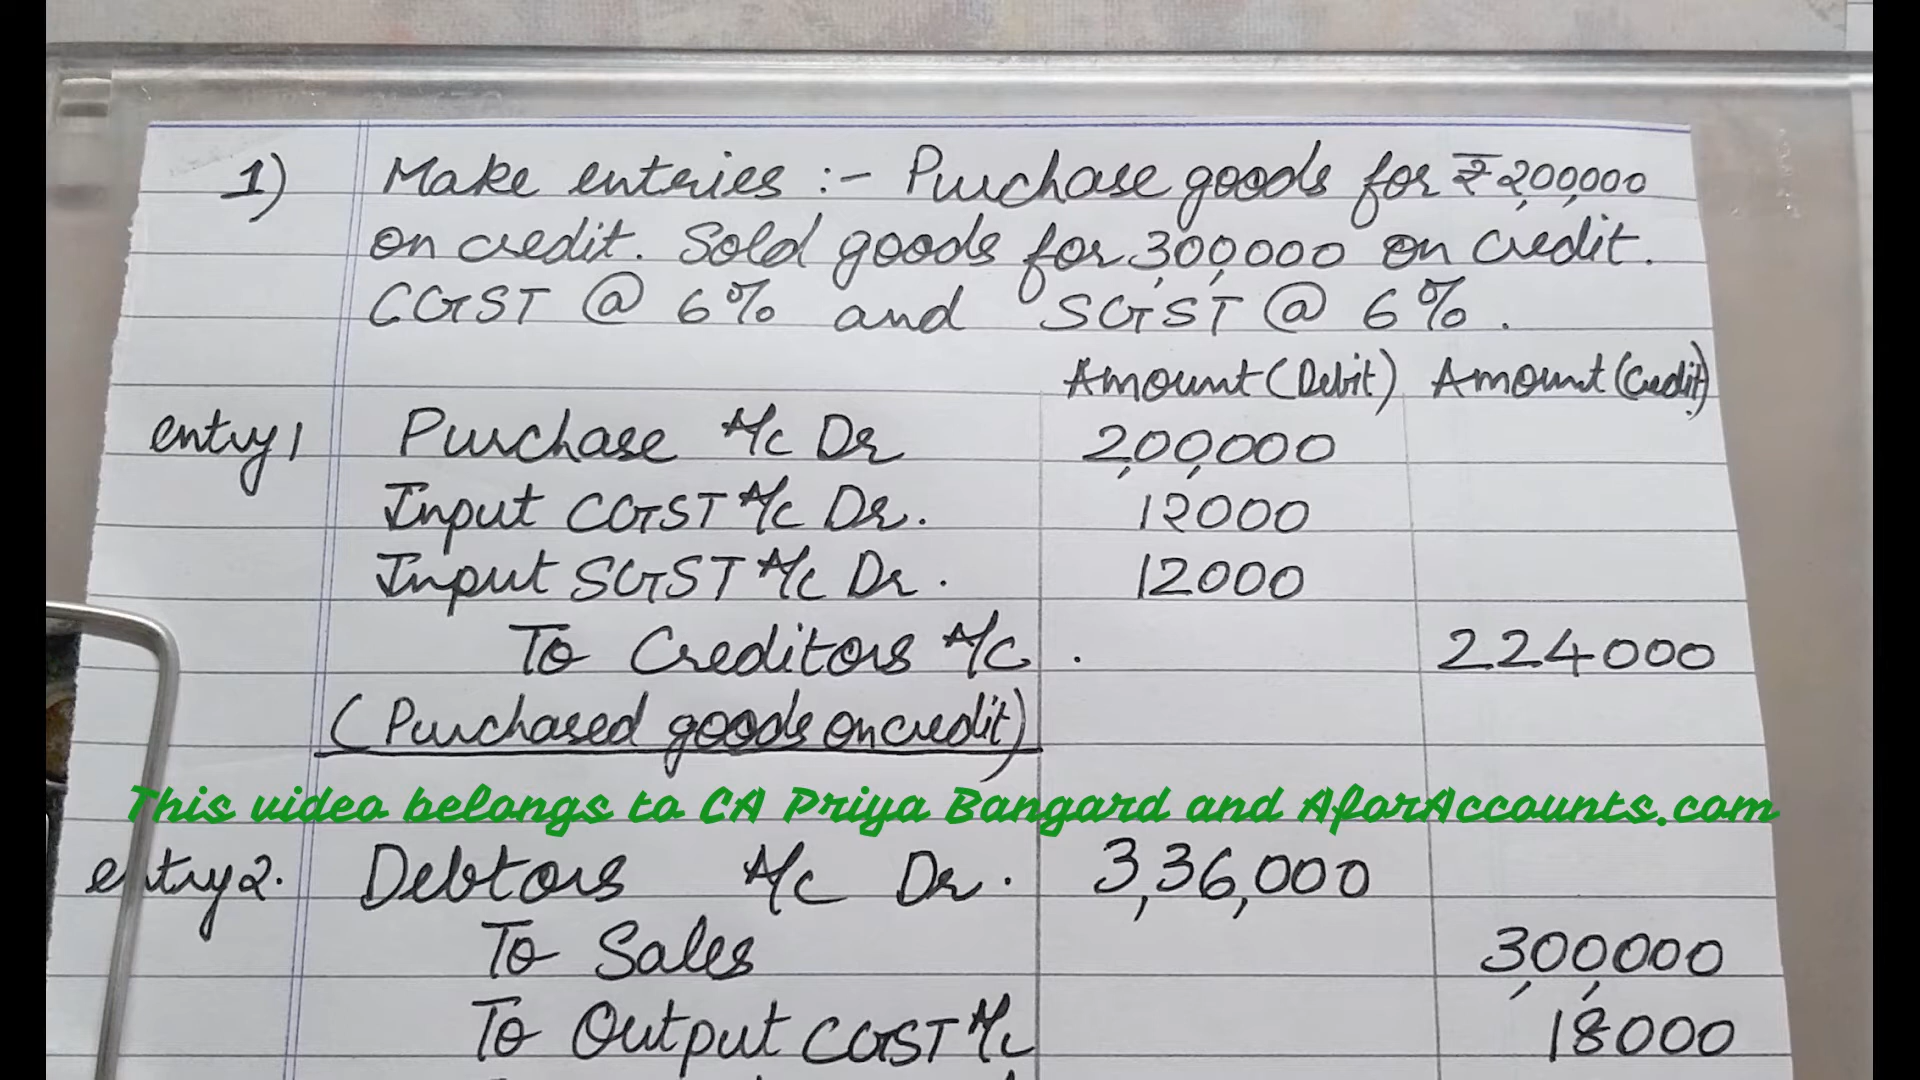 1) Make entries :- Purchase goods for ₹ 2,00,000
on credit. Sold goods for 3,00,000 on credit.
CGST @ 6% and SGST @ 6%.
Amount (Debit) Amount (Credit)
entry 1 Purchase A/c Dr 2,00,000
Input CGST A/c Dr. 12000
Input SGST A/c Dr. 12000
To Creditors A/c. 224000
(Purchased goods on credit)
This video belongs to CA Priya Bangard and AforAccounts.com
entry 2. Debtors A/c Dr. 3,36,000
To Sales 3,00,000
To Output CGST A/c 18000